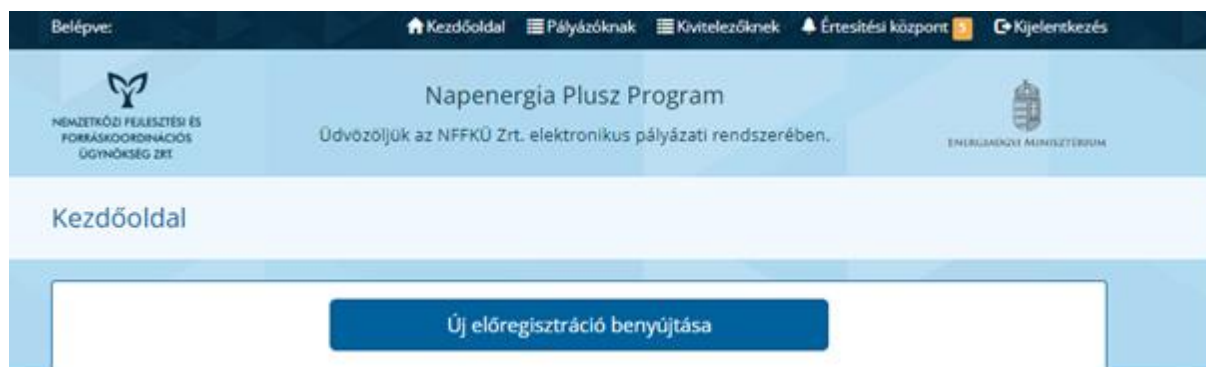 Belépve:
Kezdőoldal Pályázóknak Kivitelezőknek Értesítési központ 5 Kijelentkezés
NEMZETKÖZI FEJLESZTÉSI ÉS
FORRÁSKOORDINÁCIÓS
ÜGYNÖKSÉG ZRT
Napenergia Plusz Program
Üdvözöljük az NFFKÜ Zrt. elektronikus pályázati rendszerében.
ENERGIAÜGYI MINISZTÉRIUM
Kezdőoldal
Új előregisztráció benyújtása